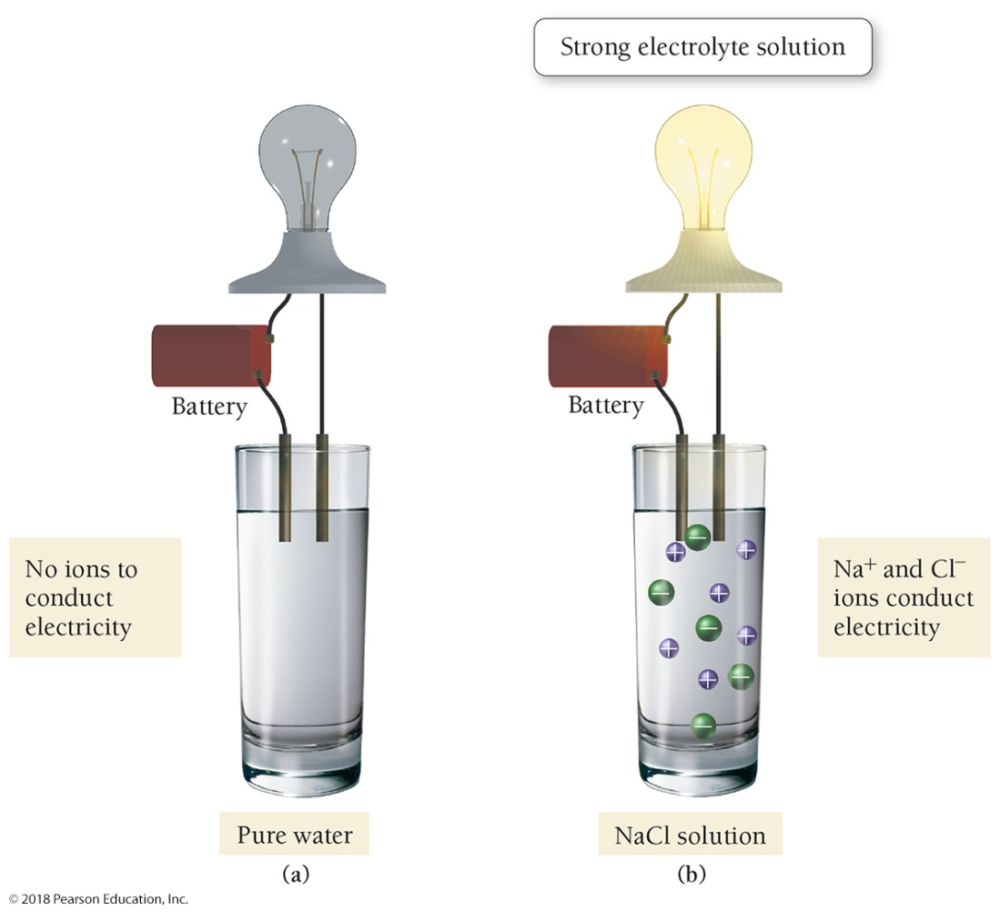 Strong electrolyte solution
Battery
Battery
No ions to
conduct
electricity
Na⁺ and Cl⁻
ions conduct
electricity
Pure water
NaCl solution
(a)
(b)
© 2018 Pearson Education, Inc.